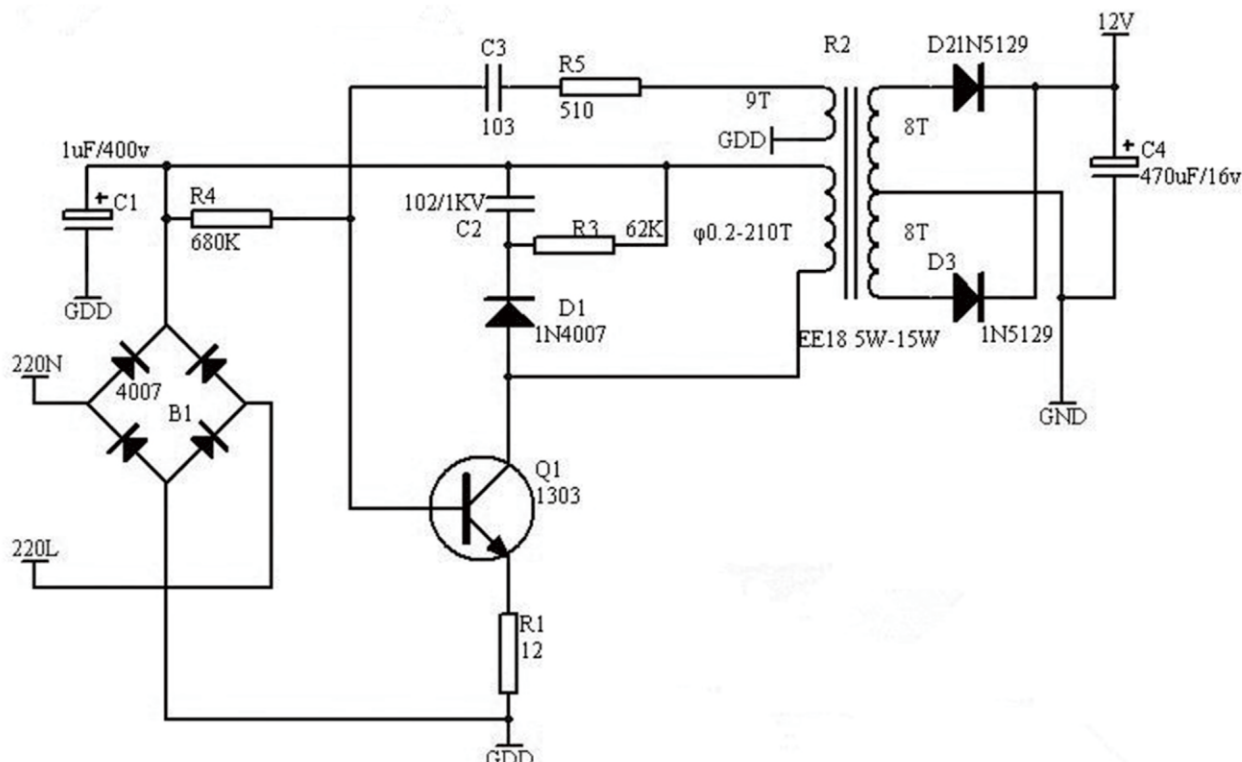 12V
C3
R5
R2
D21N5129
103
510
9T
GDD
8T
C4
470uF/16v
1uF/400v
C1
R4
680K
102/1KV
C2
R3
62K
φ0.2-210T
8T
D3
1N5129
GDD
D1
1N4007
EE18 5W-15W
220N
4007
B1
GND
Q1
1303
220L
R1
12
GDD